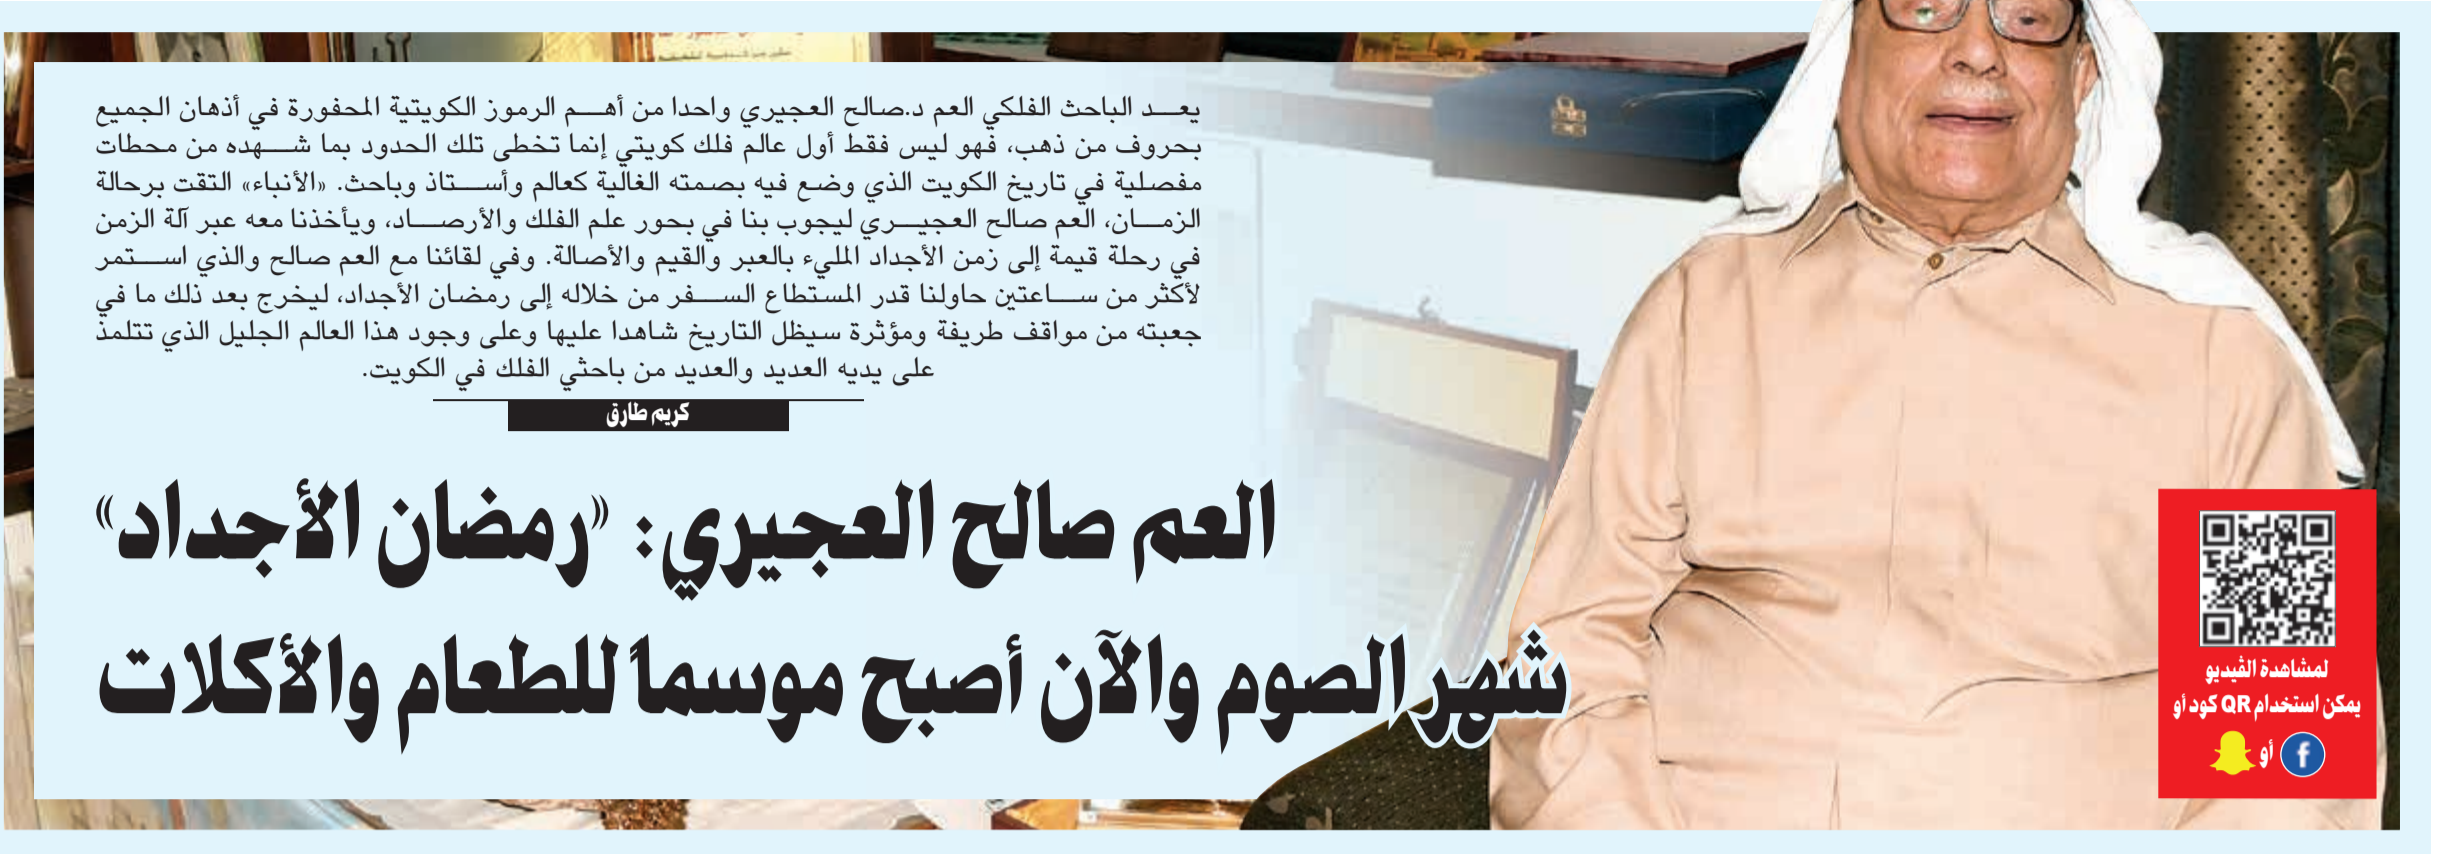 يعد الباحث الفلكي العم د.صالح العجيري واحدا من أهم الرموز الكويتية المحفورة في أذهان الجميع
بحروف من ذهب، فهو ليس فقط أول عالم فلك كويتي إنما تخطى تلك الحدود بما شهده من محطات
مفصلية في تاريخ الكويت الذي وضع فيه بصمته الغالية كعالم وأستاذ وباحث. «الأنباء» التقت برحالة
الزمان، العم صالح العجيري ليجوب بنا في بحور علم الفلك والأرصاد، ويأخذنا معه عبر آلة الزمن
في رحلة قيمة إلى زمن الأجداد المليء بالعبر والقيم والأصالة. وفي لقائنا مع العم صالح والذي استمر
لأكثر من ساعتين حاولنا قدر المستطاع السفر من خلاله إلى رمضان الأجداد، ليخرج بعد ذلك ما في
جعبته من مواقف طريفة ومؤثرة سيظل التاريخ شاهدا عليها وعلى وجود هذا العالم الجليل الذي تتلمذ
على يديه العديد والعديد من باحثي الفلك في الكويت.
كريم طارق
العم صالح العجيري: «رمضان الأجداد»
شهر الصوم والآن أصبح موسماً للطعام والأكلات
لمشاهدة الڤيديو
يمكن استخدام QR كود أو
أو